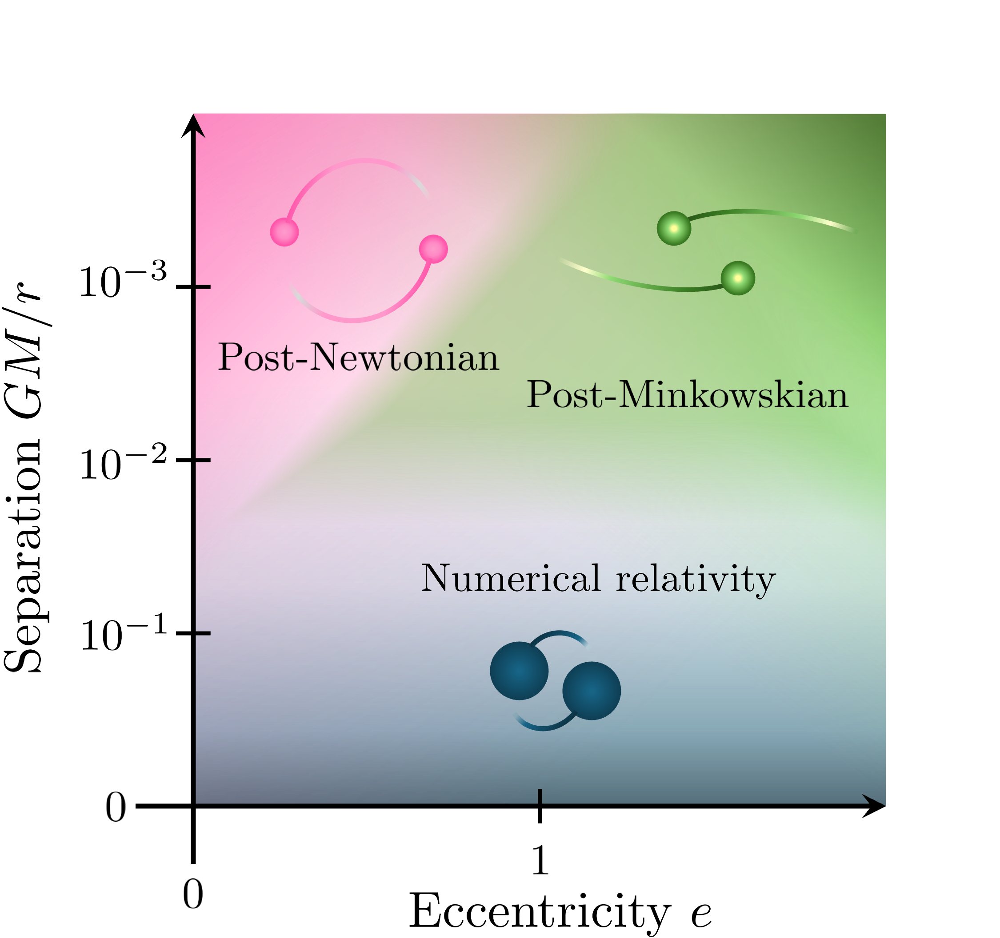 Separation GM/r
10⁻³
10⁻²
10⁻¹
0
Post-Newtonian
Post-Minkowskian
Numerical relativity
0
1
Eccentricity e